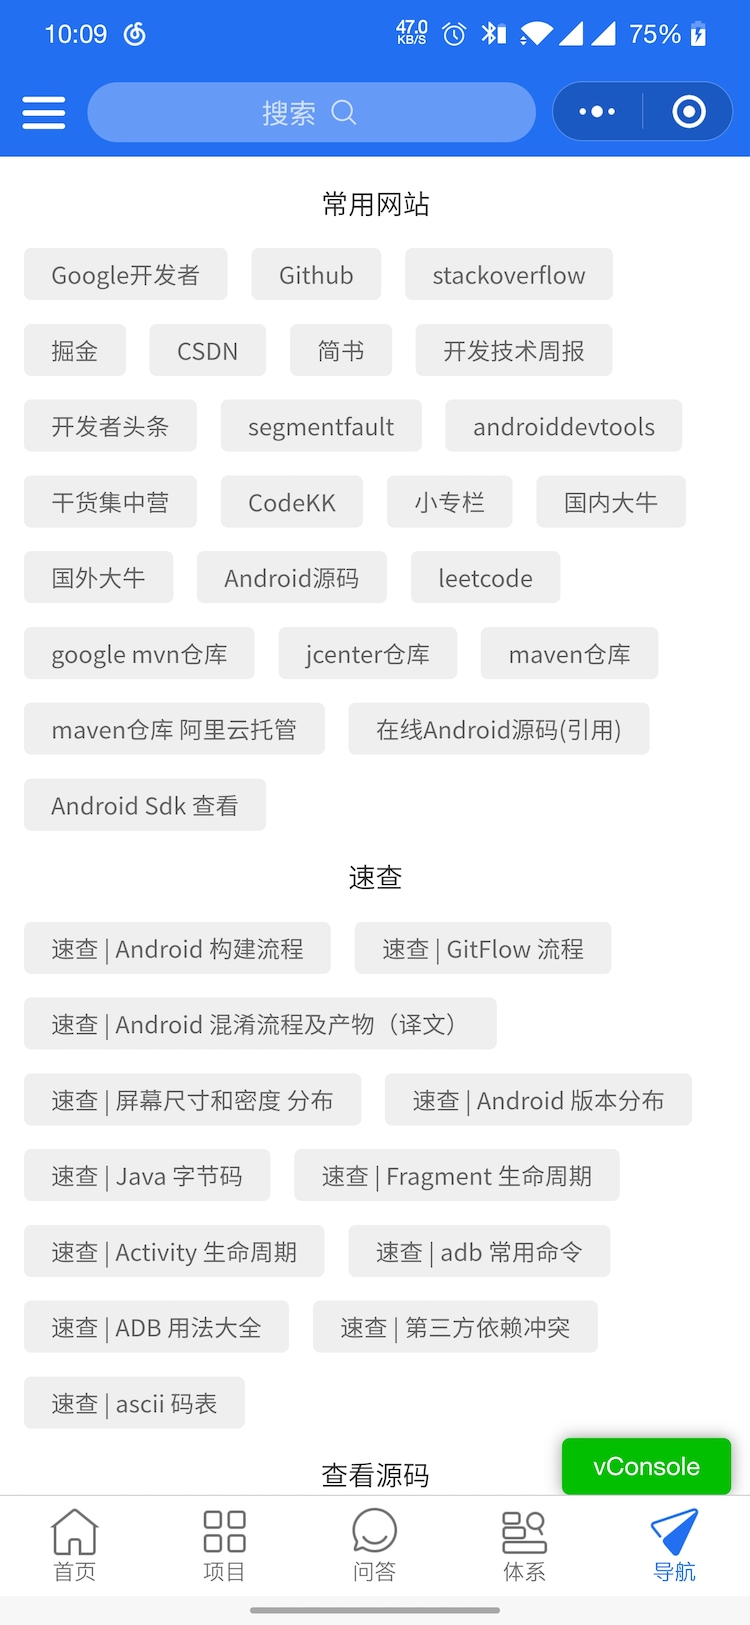 10:09 47.0 KB/S 75%
搜索
常用网站
Google开发者 Github stackoverflow
掘金 CSDN 简书 开发技术周报
开发者头条 segmentfault androiddevtools
干货集中营 CodeKK 小专栏 国内大牛
国外大牛 Android源码 leetcode
google mvn仓库 jcenter仓库 maven仓库
maven仓库 阿里云托管 在线Android源码(引用)
Android Sdk 查看
速查
速查 | Android 构建流程 速查 | GitFlow 流程
速查 | Android 混淆流程及产物（译文）
速查 | 屏幕尺寸和密度 分布 速查 | Android 版本分布
速查 | Java 字节码 速查 | Fragment 生命周期
速查 | Activity 生命周期 速查 | adb 常用命令
速查 | ADB 用法大全 速查 | 第三方依赖冲突
速查 | ascii 码表
vConsole
查看源码
首页 项目 问答 体系 导航